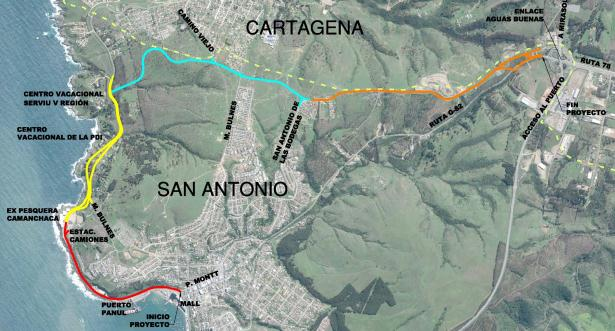 CARTAGENA
CAMINO VIEJO
ENLACE
AGUAS BUENAS
A MIRASOL
RUTA 78
CENTRO VACACIONAL
SERVIU V REGIÓN
M. BULNES
SAN ANTONIO DE
LAS BODEGAS
RUTA G-82
ACCESO AL PUERTO
FIN
PROYECTO
CENTRO
VACACIONAL DE LA PDI
SAN ANTONIO
EX PESQUERA
CAMANCHACA
M. BULNES
ESTAC.
CAMIONES
P. MONTT
PUERTO
PANUL
MALL
INICIO
PROYECTO